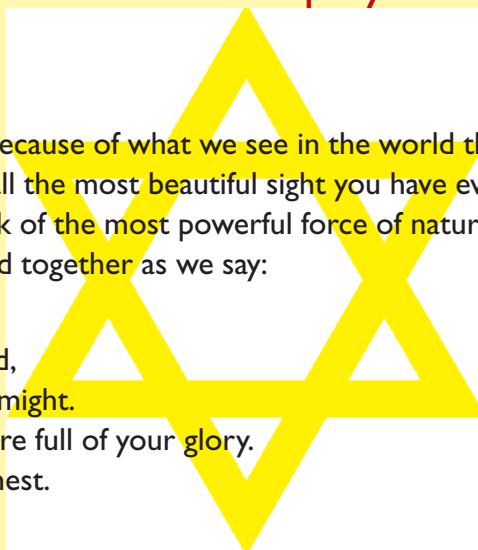 ecause of what we see in the world th
ll the most beautiful sight you have ev
k of the most powerful force of natur
d together as we say:
d,
might.
re full of your glory.
nest.